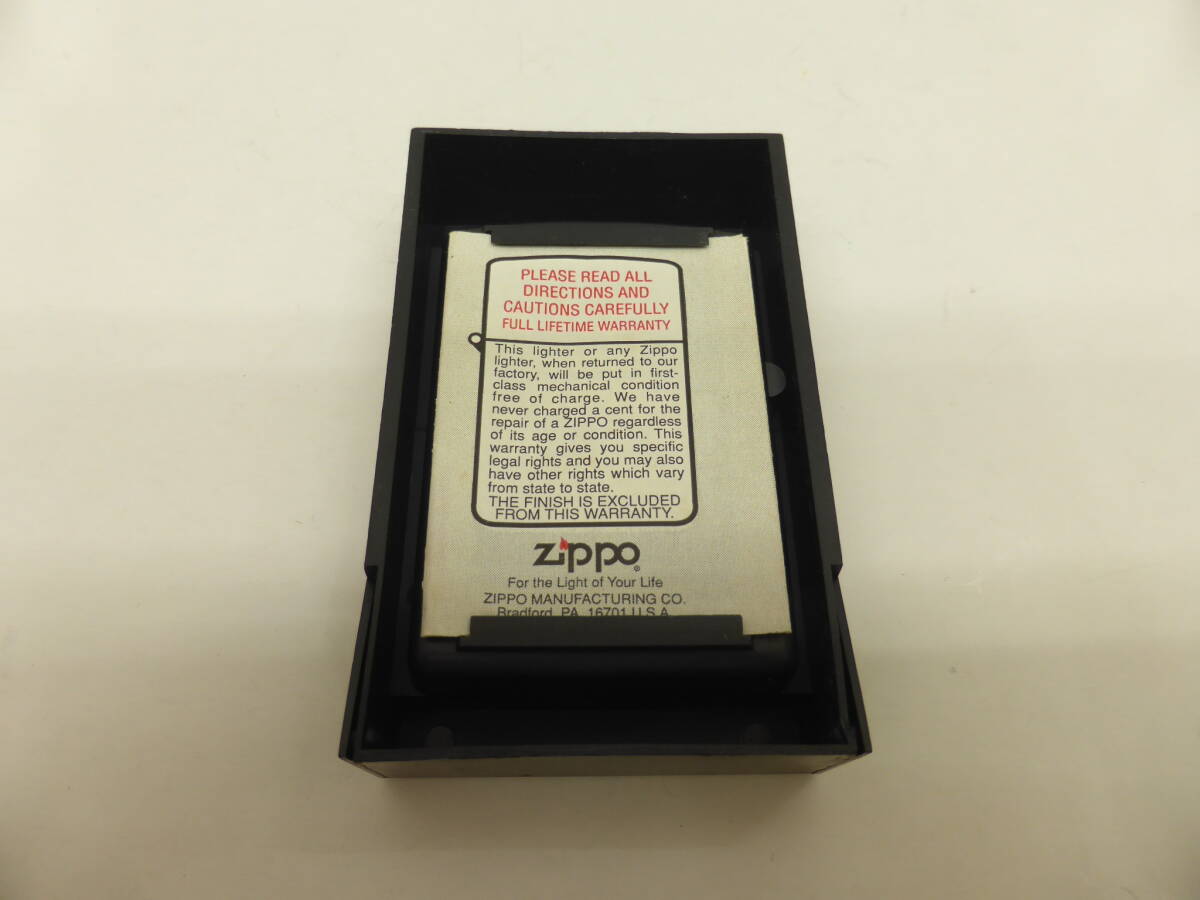 PLEASE READ ALL
DIRECTIONS AND
CAUTIONS CAREFULLY
FULL LIFETIME WARRANTY
This lighter or any Zippo
lighter, when returned to our
factory, will be put in first-
class mechanical condition
free of charge. We have
never charged a cent for the
repair of a ZIPPO regardless
of its age or condition. This
warranty gives you specific
legal rights and you may also
have other rights which vary
from state to state.
THE FINISH IS EXCLUDED
FROM THIS WARRANTY.
zippo®
For the Light of Your Life
ZIPPO MANUFACTURING CO.
Bradford, PA 16701 U.S.A.